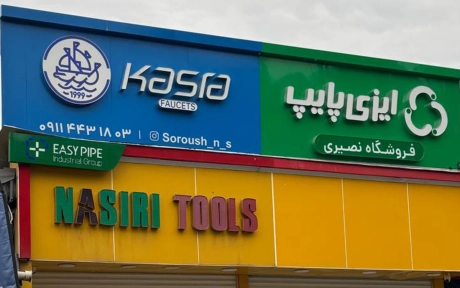 1999
Kasra
FAUCETS
۰۹۱۱ ۴۴۳ ۱۸ ۰۳ | Soroush_n_s
ایزی پایپ
فروشگاه نصیری
EASY PIPE
Industrial Group
NASIRI TOOLS